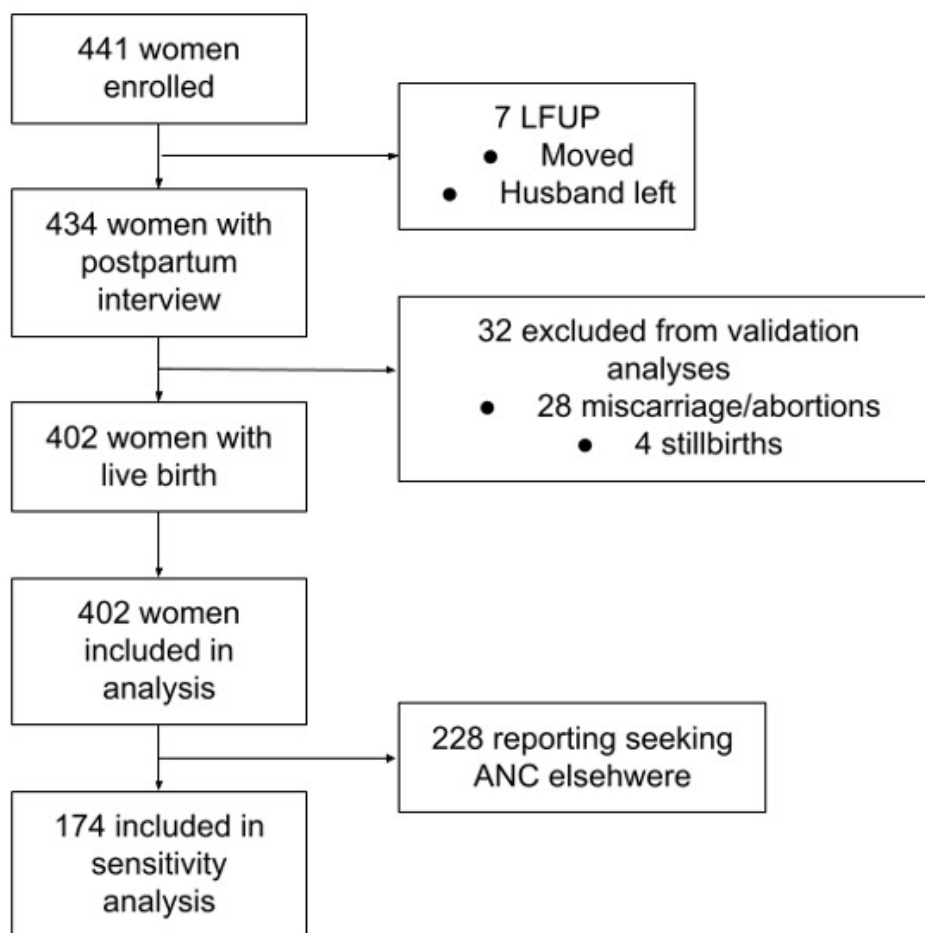 441 women
enrolled
7 LFUP
● Moved
● Husband left
434 women with
postpartum
interview
32 excluded from validation
analyses
● 28 miscarriage/abortions
● 4 stillbirths
402 women with
live birth
402 women
included in
analysis
228 reporting seeking
ANC elsehwere
174 included in
sensitivity
analysis